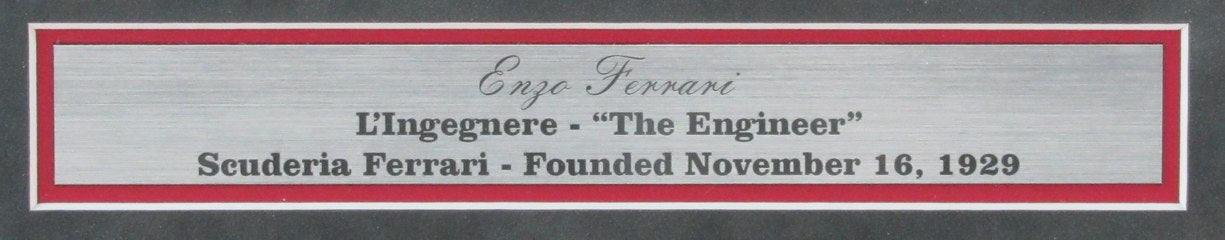 Enzo Ferrari
L'Ingegnere - “The Engineer”
Scuderia Ferrari - Founded November 16, 1929